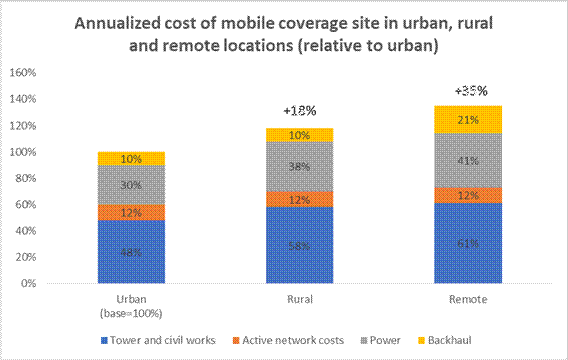 Annualized cost of mobile coverage site in urban, rural
and remote locations (relative to urban)
160%
140%
120%
100%
80%
60%
40%
20%
0%
10%
30%
12%
48%
+18%
10%
38%
12%
58%
+35%
21%
41%
12%
61%
Urban
(base=100%)
Rural
Remote
Tower and civil works
Active network costs
Power
Backhaul